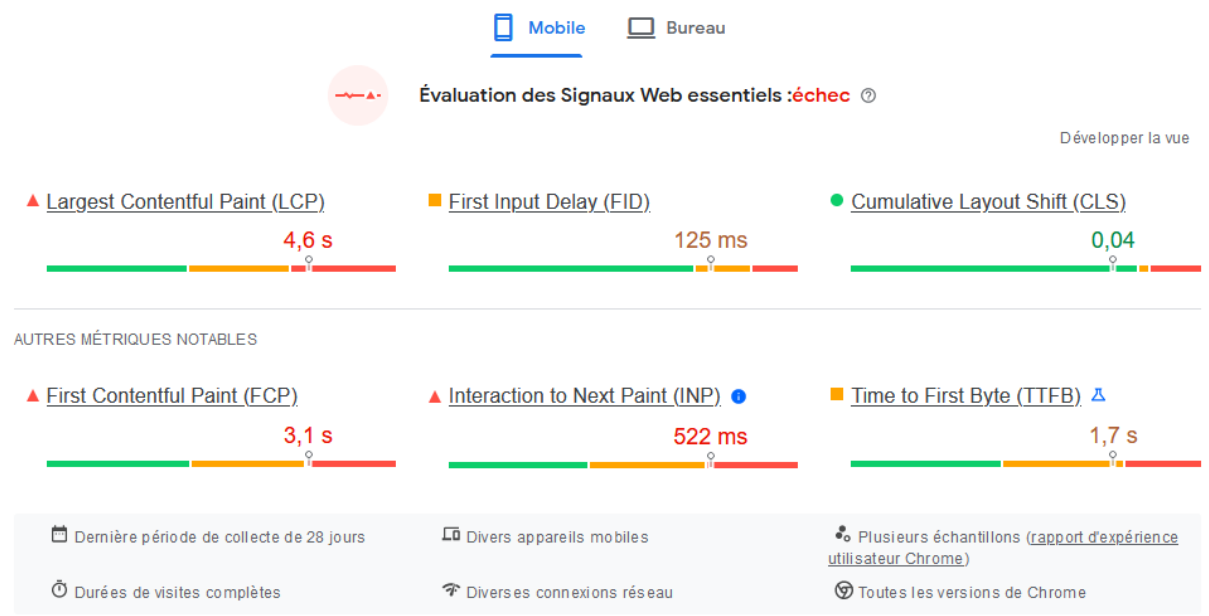 Mobile Bureau
Évaluation des Signaux Web essentiels :échec
Développer la vue
Largest Contentful Paint (LCP) First Input Delay (FID) Cumulative Layout Shift (CLS)
4,6 s 125 ms 0,04
AUTRES MÉTRIQUES NOTABLES
First Contentful Paint (FCP) Interaction to Next Paint (INP) Time to First Byte (TTFB)
3,1 s 522 ms 1,7 s
Dernière période de collecte de 28 jours Divers appareils mobiles Plusieurs échantillons (rapport d'expérience
utilisateur Chrome)
Durées de visites complètes Diverses connexions réseau Toutes les versions de Chrome